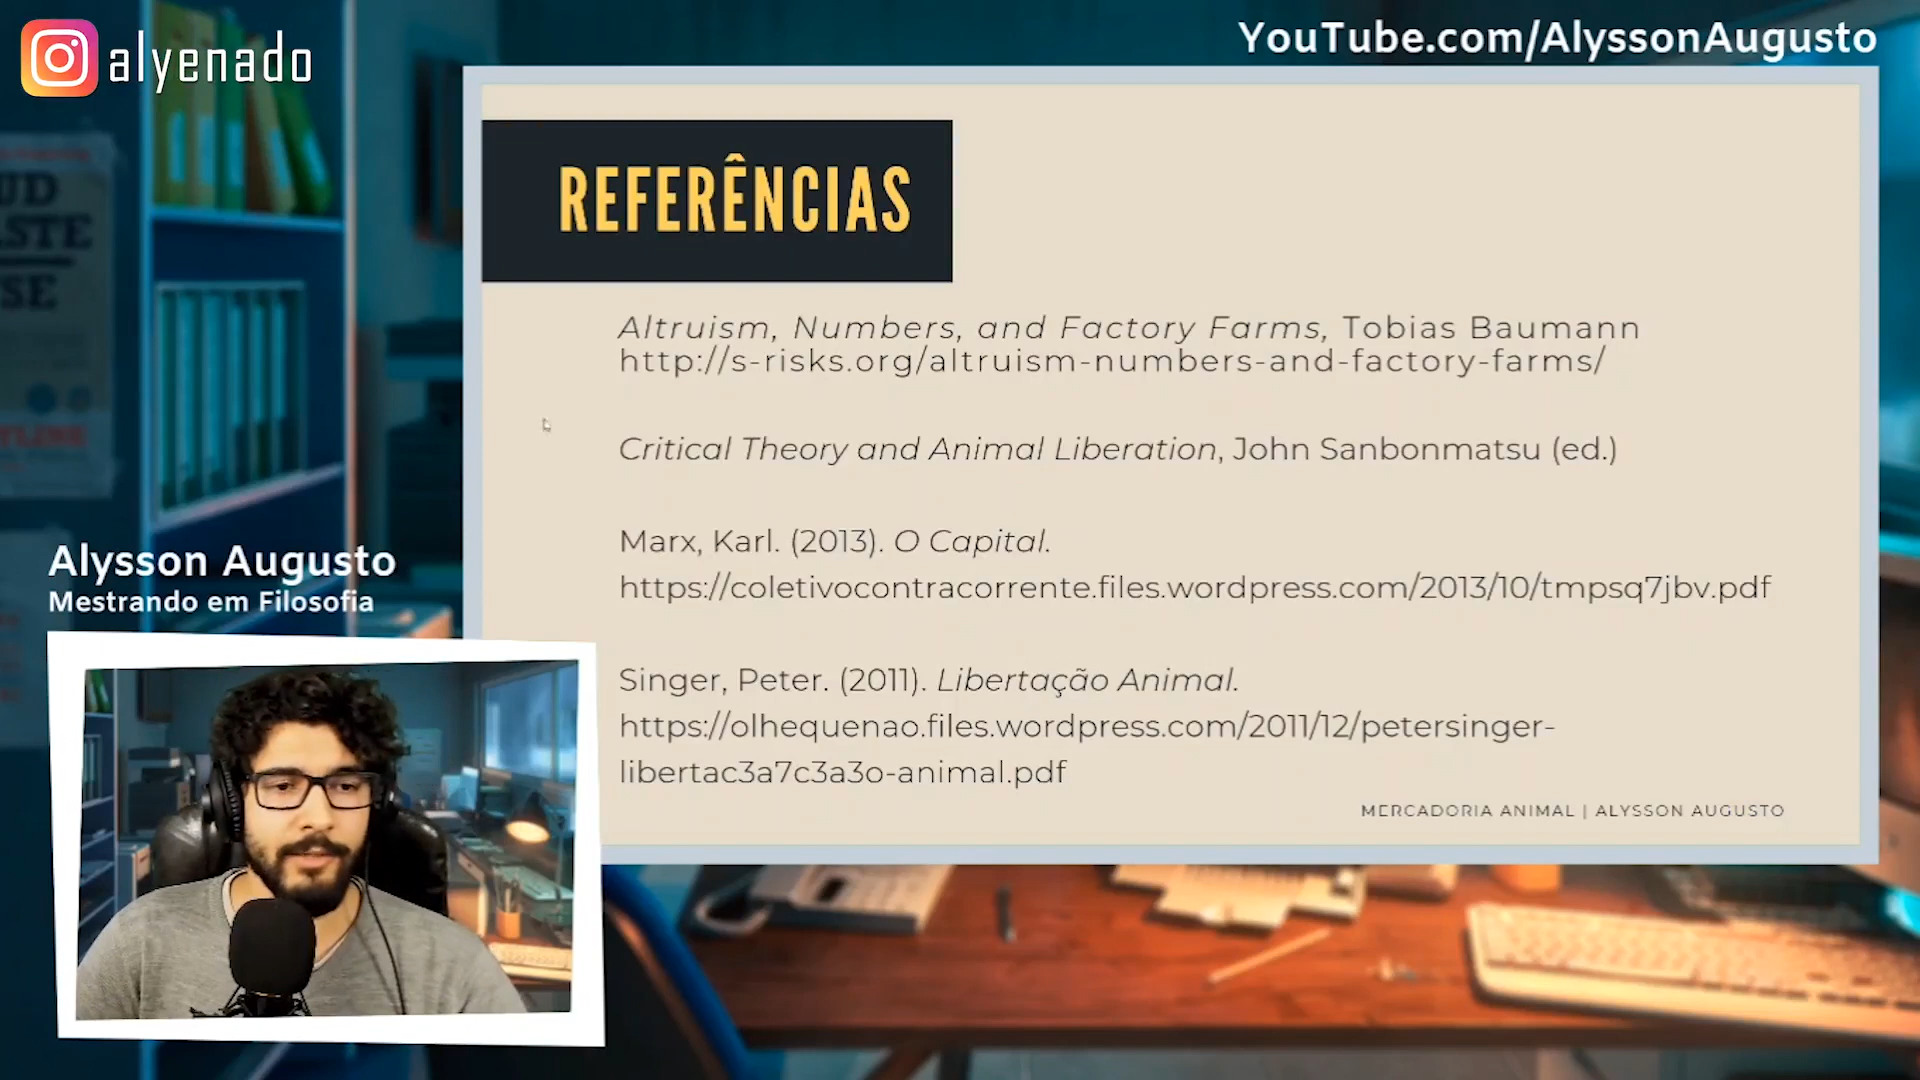 alyenado
YouTube.com/AlyssonAugusto
REFERÊNCIAS
Altruism, Numbers, and Factory Farms, Tobias Baumann
http://s-risks.org/altruism-numbers-and-factory-farms/
Critical Theory and Animal Liberation, John Sanbonmatsu (ed.)
Marx, Karl. (2013). O Capital.
https://coletivocontracorrente.files.wordpress.com/2013/10/tmpsq7jbv.pdf
Singer, Peter. (2011). Libertação Animal.
https://olhequenao.files.wordpress.com/2011/12/petersinger-
libertac3a7c3a3o-animal.pdf
MERCADORIA ANIMAL | ALYSSON AUGUSTO
Alysson Augusto
Mestrando em Filosofia